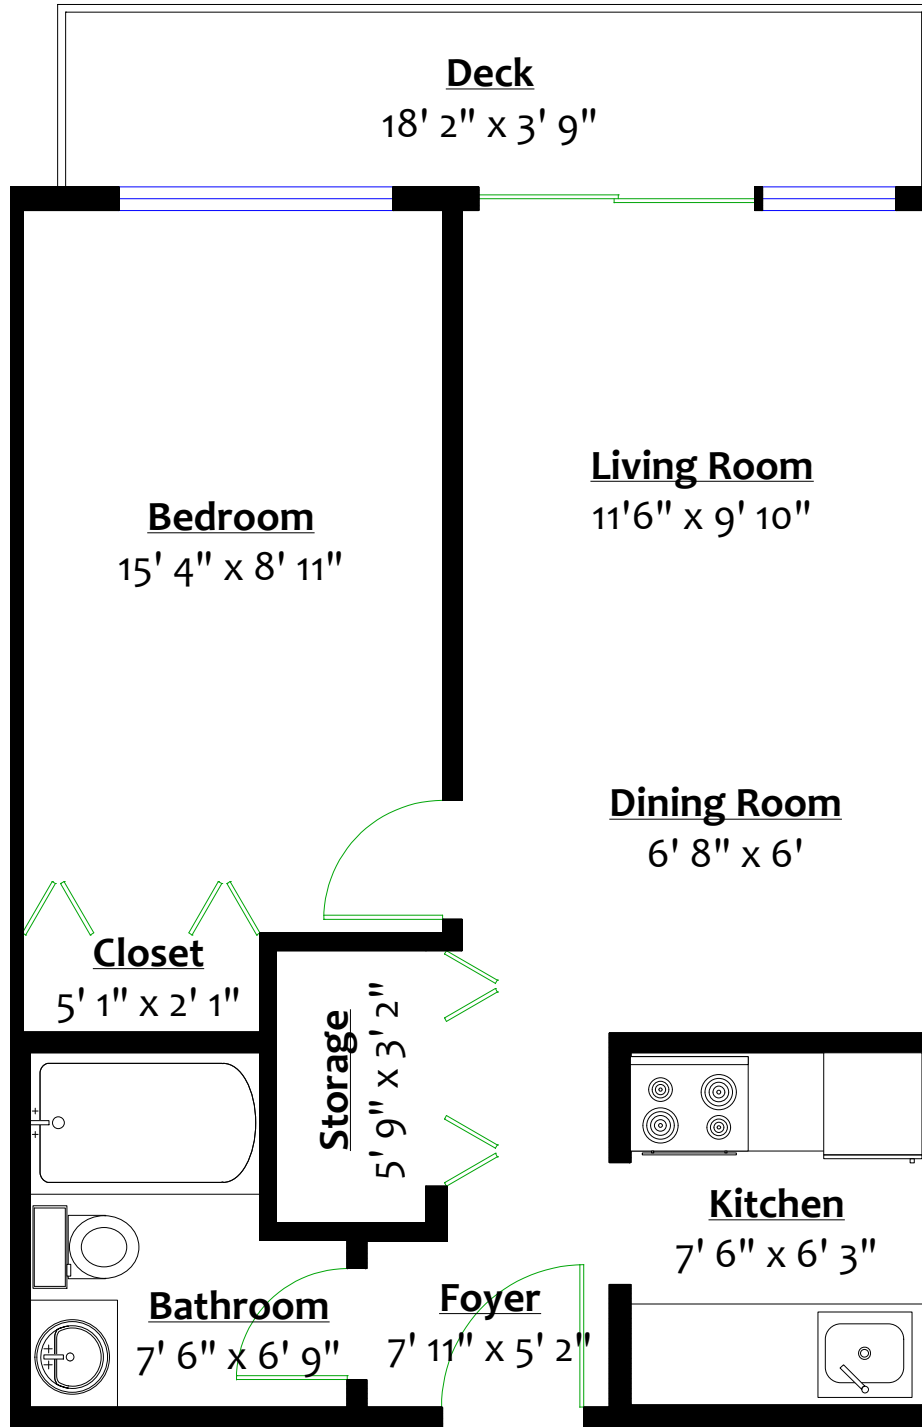 Deck
18' 2" x 3' 9"
Living Room
11'6" x 9' 10"
Bedroom
15' 4" x 8' 11"
Dining Room
6' 8" x 6'
Closet
5' 1" x 2' 1"
Storage
5' 9" x 3' 2"
Kitchen
7' 6" x 6' 3"
Bathroom
7' 6" x 6' 9"
Foyer
7' 11" x 5' 2"